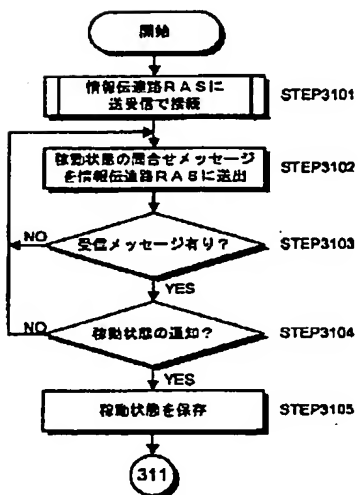 開始
情報伝達路RASに
送受信で接続
STEP3101
稼動状態の問合せメッセージ
を情報伝達路RASに送出
STEP3102
受信メッセージ有り?
STEP3103
NO
YES
稼動状態の通知?
STEP3104
NO
YES
稼動状態を保存
STEP3105
311